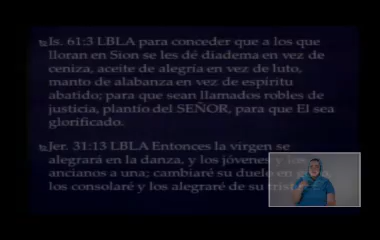 Is. 61:3 LBLA para conceder que a los que
lloran en Sion se les dé diadema en vez de
ceniza, aceite de alegría en vez de luto,
manto de alabanza en vez de espíritu
abatido; para que sean llamados robles de
justicia, plantío del SEÑOR, para que El sea
glorificado.
Jer. 31:13 LBLA Entonces la virgen se
alegrará en la danza, y los jóvenes y los
ancianos a una; cambiaré su duelo en
los consolaré y los alegraré de su